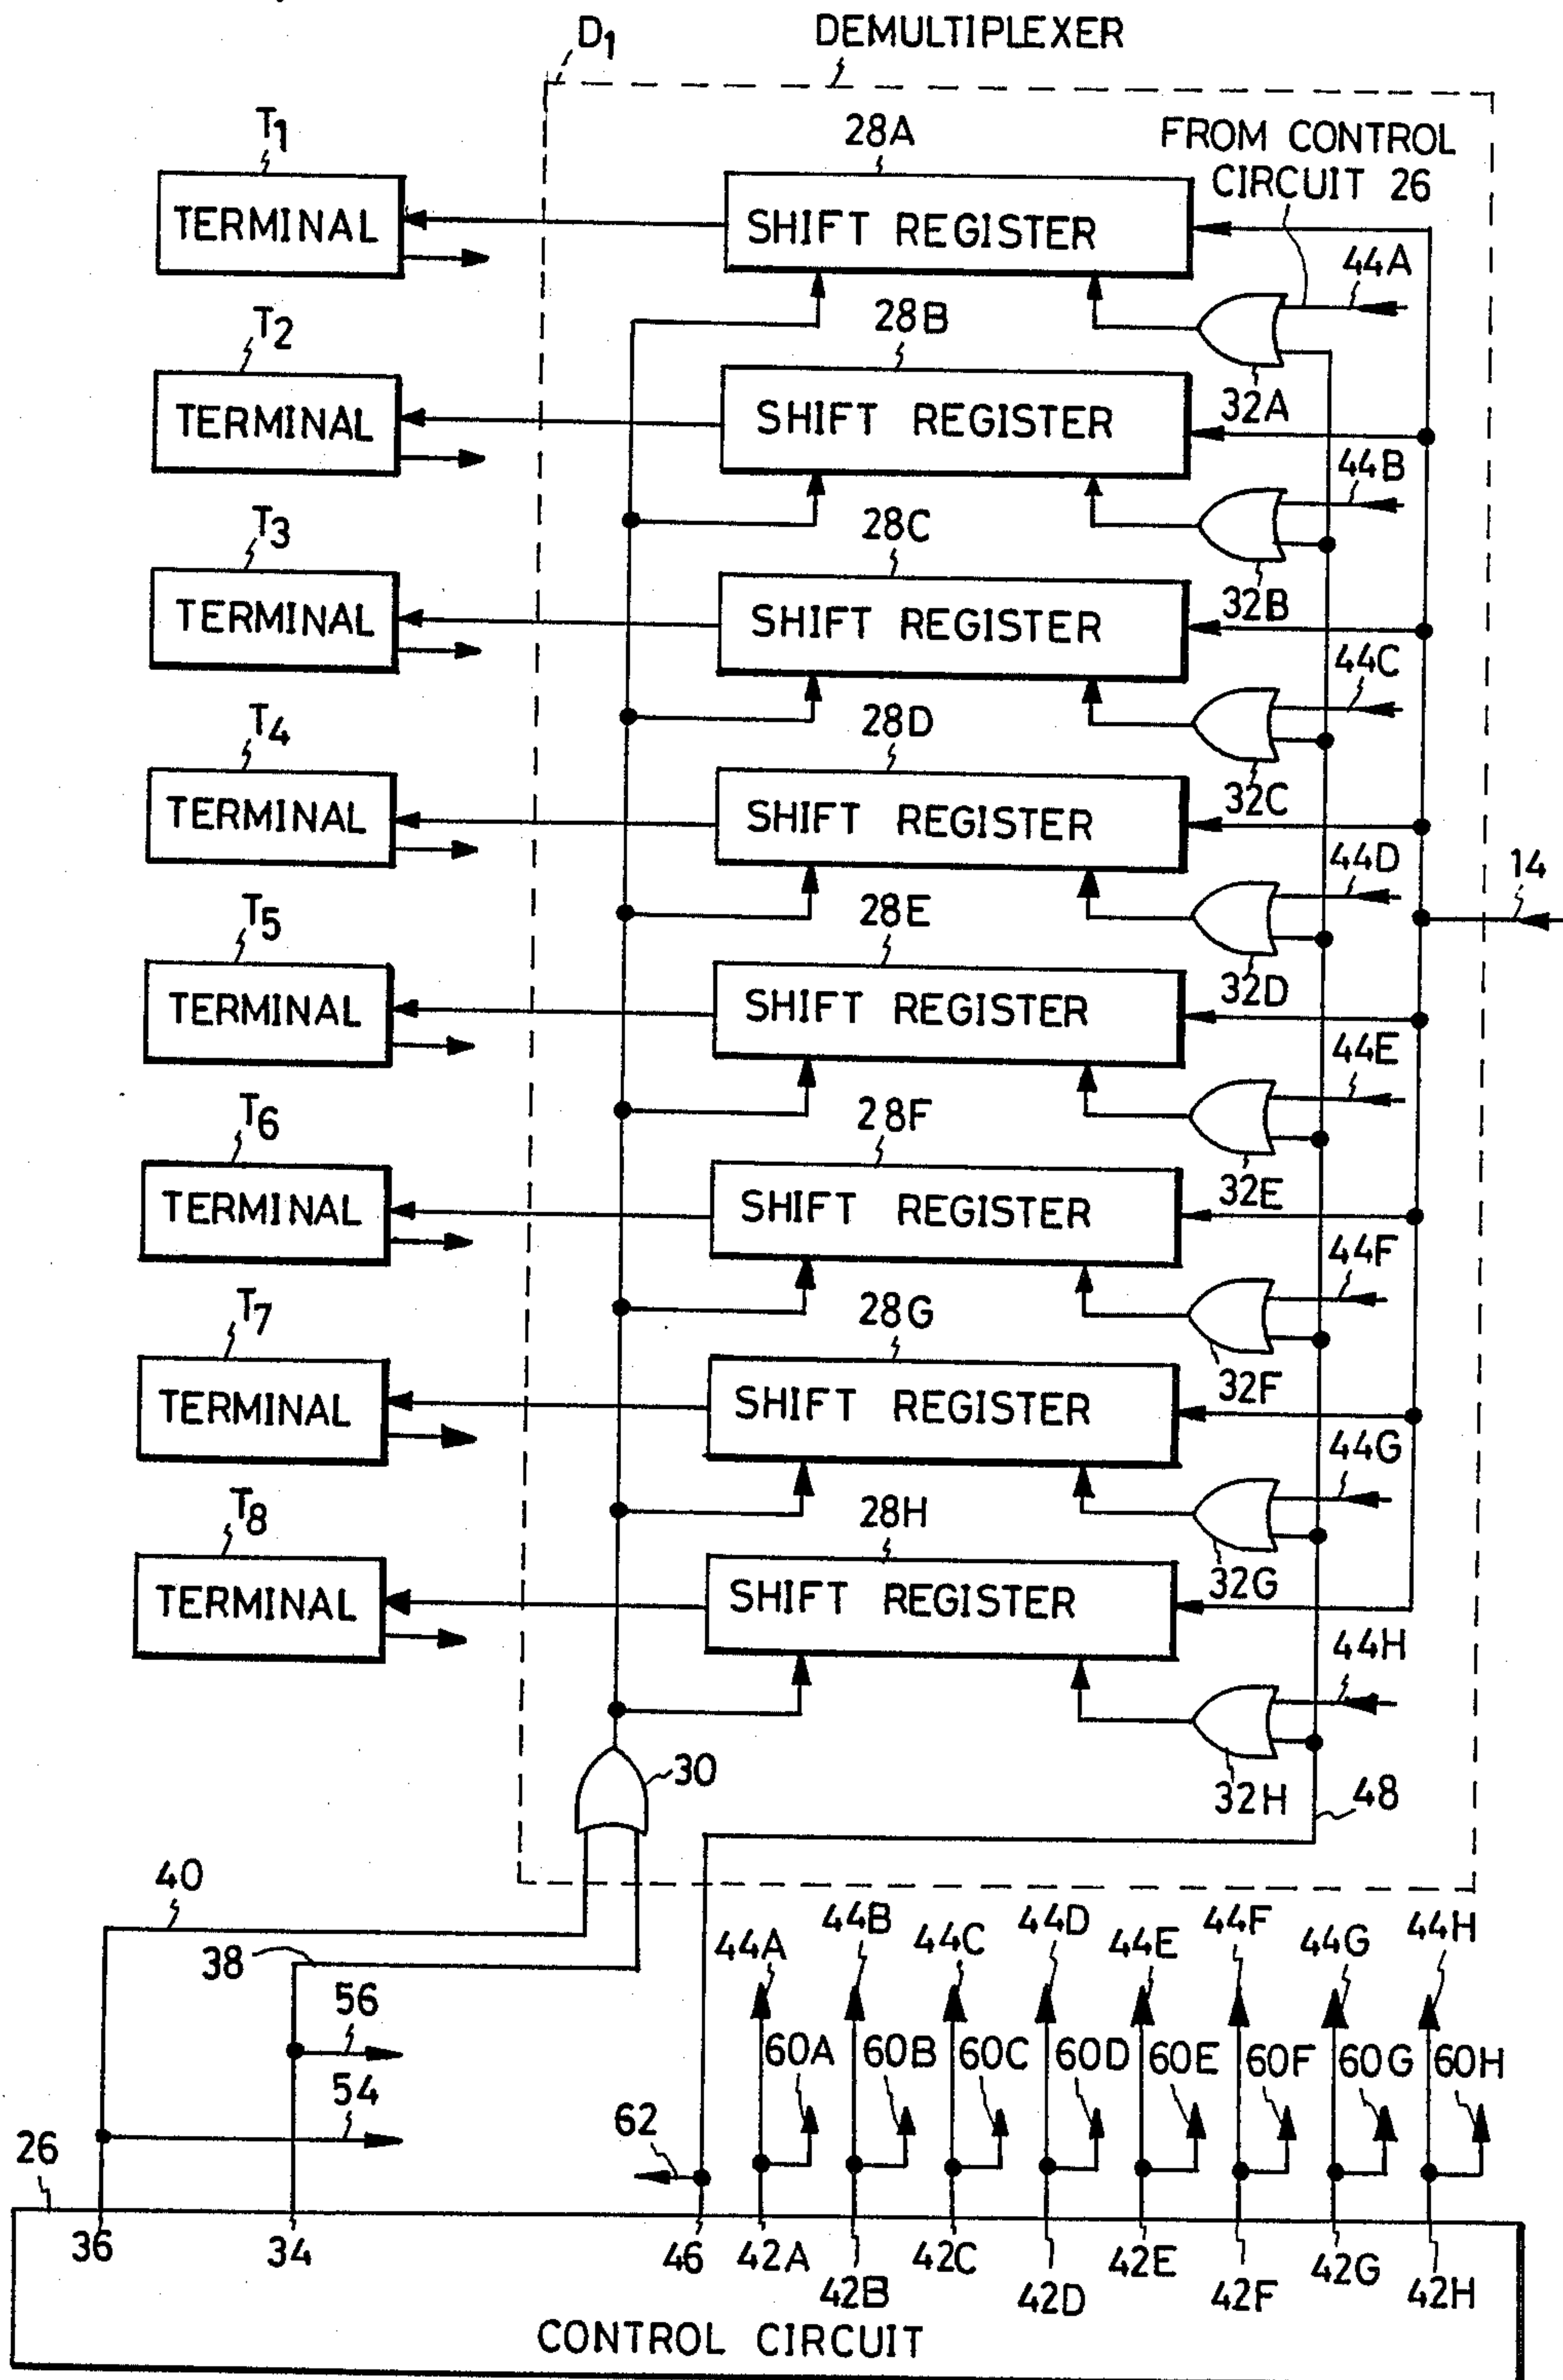 D1
DEMULTIPLEXER
T1
28A
FROM CONTROL
CIRCUIT 26
TERMINAL
SHIFT REGISTER
44A
T2
28B
32A
TERMINAL
SHIFT REGISTER
44B
T3
28C
32B
TERMINAL
SHIFT REGISTER
44C
T4
28D
32C
TERMINAL
SHIFT REGISTER
44D
14
T5
28E
32D
TERMINAL
SHIFT REGISTER
44E
T6
28F
32E
TERMINAL
SHIFT REGISTER
44F
T7
28G
32F
TERMINAL
SHIFT REGISTER
44G
T8
28H
32G
TERMINAL
SHIFT REGISTER
44H
30
32H
48
40
38
44A
44B
44C
44D
44E
44F
44G
44H
56
60A
60B
60C
60D
60E
60F
60G
60H
54
62
26
36
34
46
42A
42B
42C
42D
42E
42F
42G
42H
CONTROL CIRCUIT